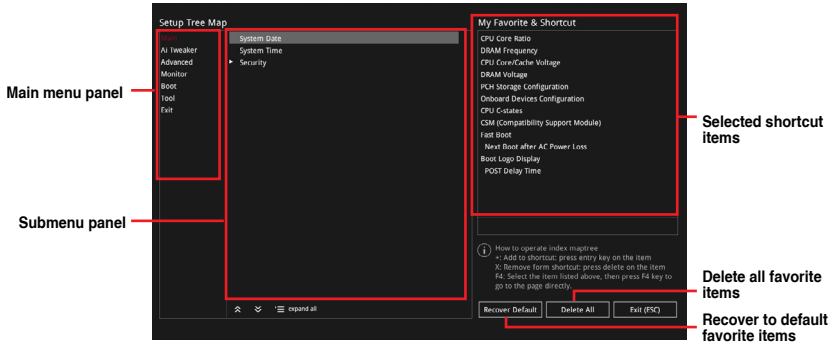 Setup Tree Map
Main
Ai Tweaker
Advanced
Monitor
Boot
Tool
Exit
System Date
System Time
Security
expand all
My Favorite & Shortcut
CPU Core Ratio
DRAM Frequency
CPU Core/Cache Voltage
DRAM Voltage
PCH Storage Configuration
Onboard Devices Configuration
CPU C-states
CSM (Compatibility Support Module)
Fast Boot
Next Boot after AC Power Loss
Boot Logo Display
POST Delay Time
How to operate index maptree
+: Add to shortcut: press entry key on the item
X: Remove form shortcut: press delete on the item
F4: Select the item listed above, then press F4 key to
go to the page directly.
Recover Default
Delete All
Exit (ESC)
Main menu panel
Submenu panel
Selected shortcut
items
Delete all favorite
items
Recover to default
favorite items